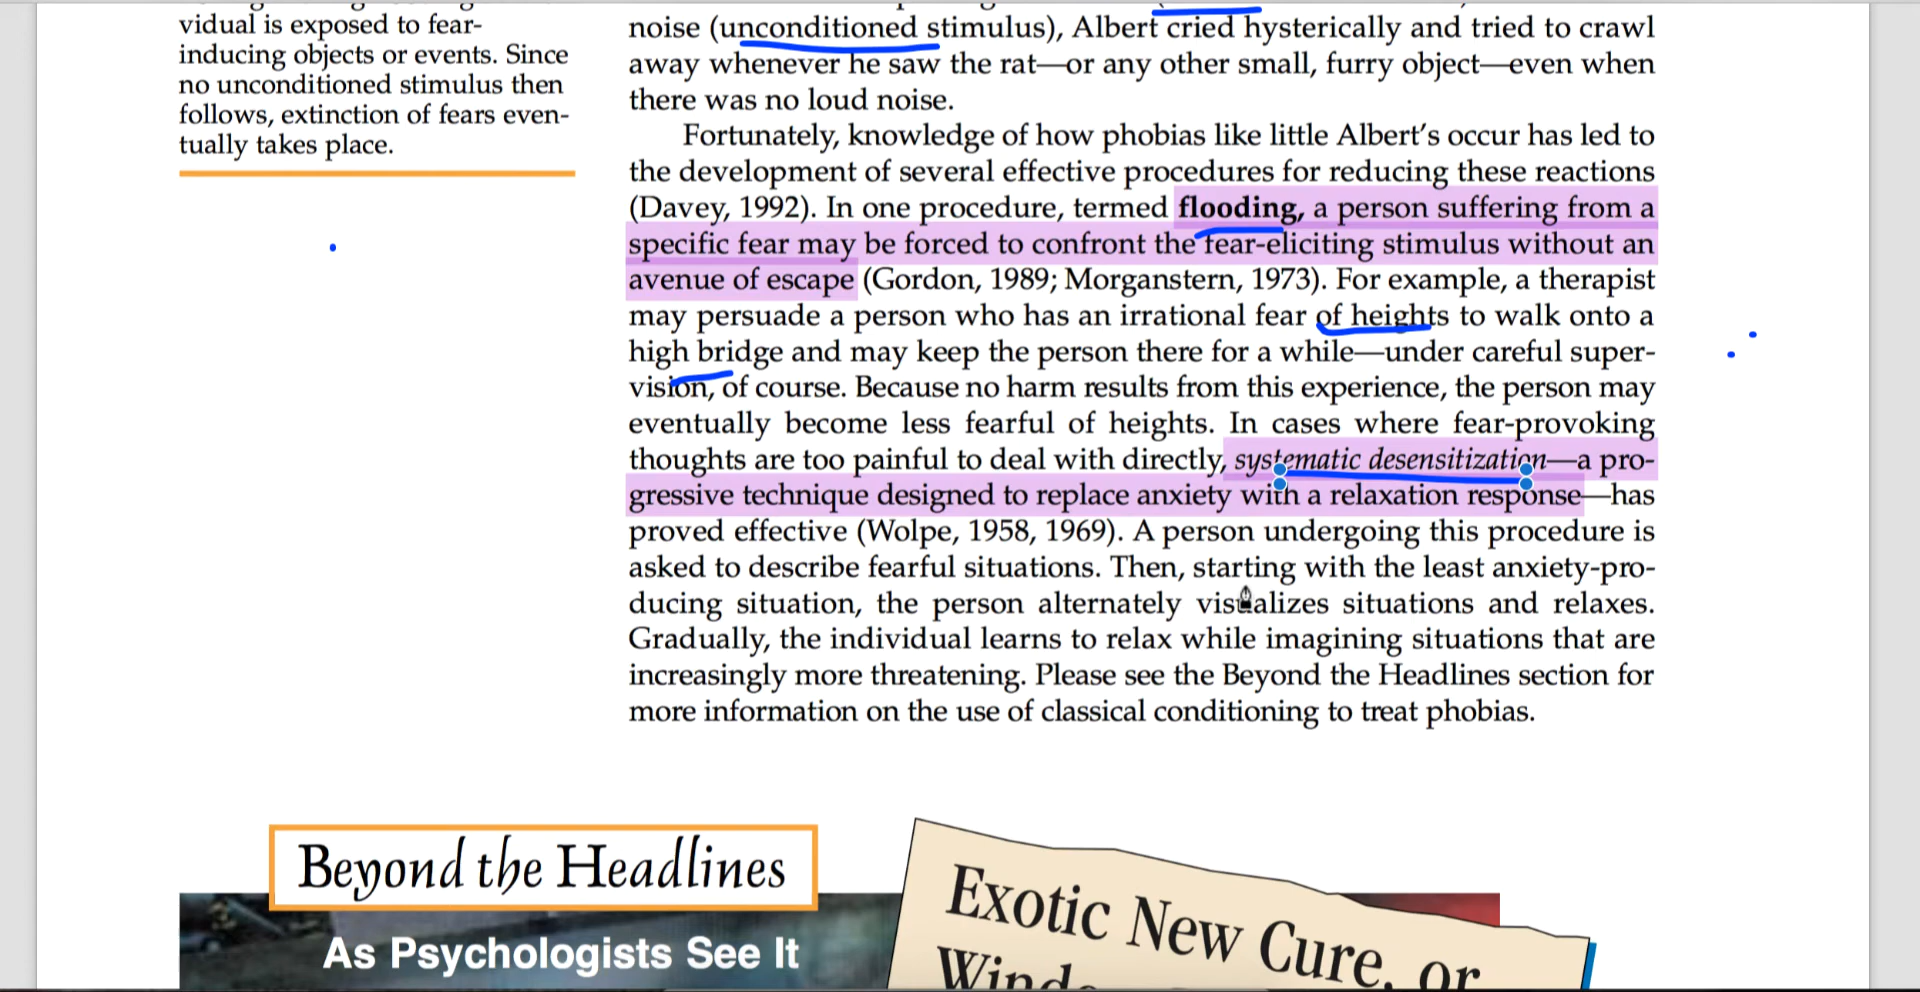 vidual is exposed to fear-
inducing objects or events. Since
no unconditioned stimulus then
follows, extinction of fears even-
tually takes place.
noise (unconditioned stimulus), Albert cried hysterically and tried to crawl
away whenever he saw the rat—or any other small, furry object—even when
there was no loud noise.
Fortunately, knowledge of how phobias like little Albert's occur has led to
the development of several effective procedures for reducing these reactions
(Davey, 1992). In one procedure, termed flooding, a person suffering from a
specific fear may be forced to confront the fear-eliciting stimulus without an
avenue of escape (Gordon, 1989; Morganstern, 1973). For example, a therapist
may persuade a person who has an irrational fear of heights to walk onto a
high bridge and may keep the person there for a while—under careful super-
vision, of course. Because no harm results from this experience, the person may
eventually become less fearful of heights. In cases where fear-provoking
thoughts are too painful to deal with directly, systematic desensitization—a pro-
gressive technique designed to replace anxiety with a relaxation response—has
proved effective (Wolpe, 1958, 1969). A person undergoing this procedure is
asked to describe fearful situations. Then, starting with the least anxiety-pro-
ducing situation, the person alternately visualizes situations and relaxes.
Gradually, the individual learns to relax while imagining situations that are
increasingly more threatening. Please see the Beyond the Headlines section for
more information on the use of classical conditioning to treat phobias.
Beyond the Headlines
As Psychologists See It
Exotic New Cure, or